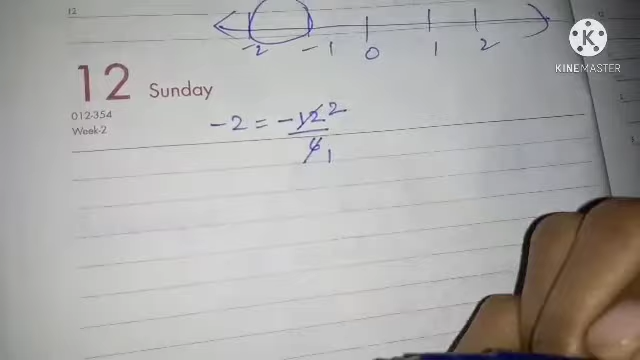 12
-2 -1 0 1 2
K
KINEMASTER
12 Sunday
012-354
Week-2
-2 = -12 2
6 1